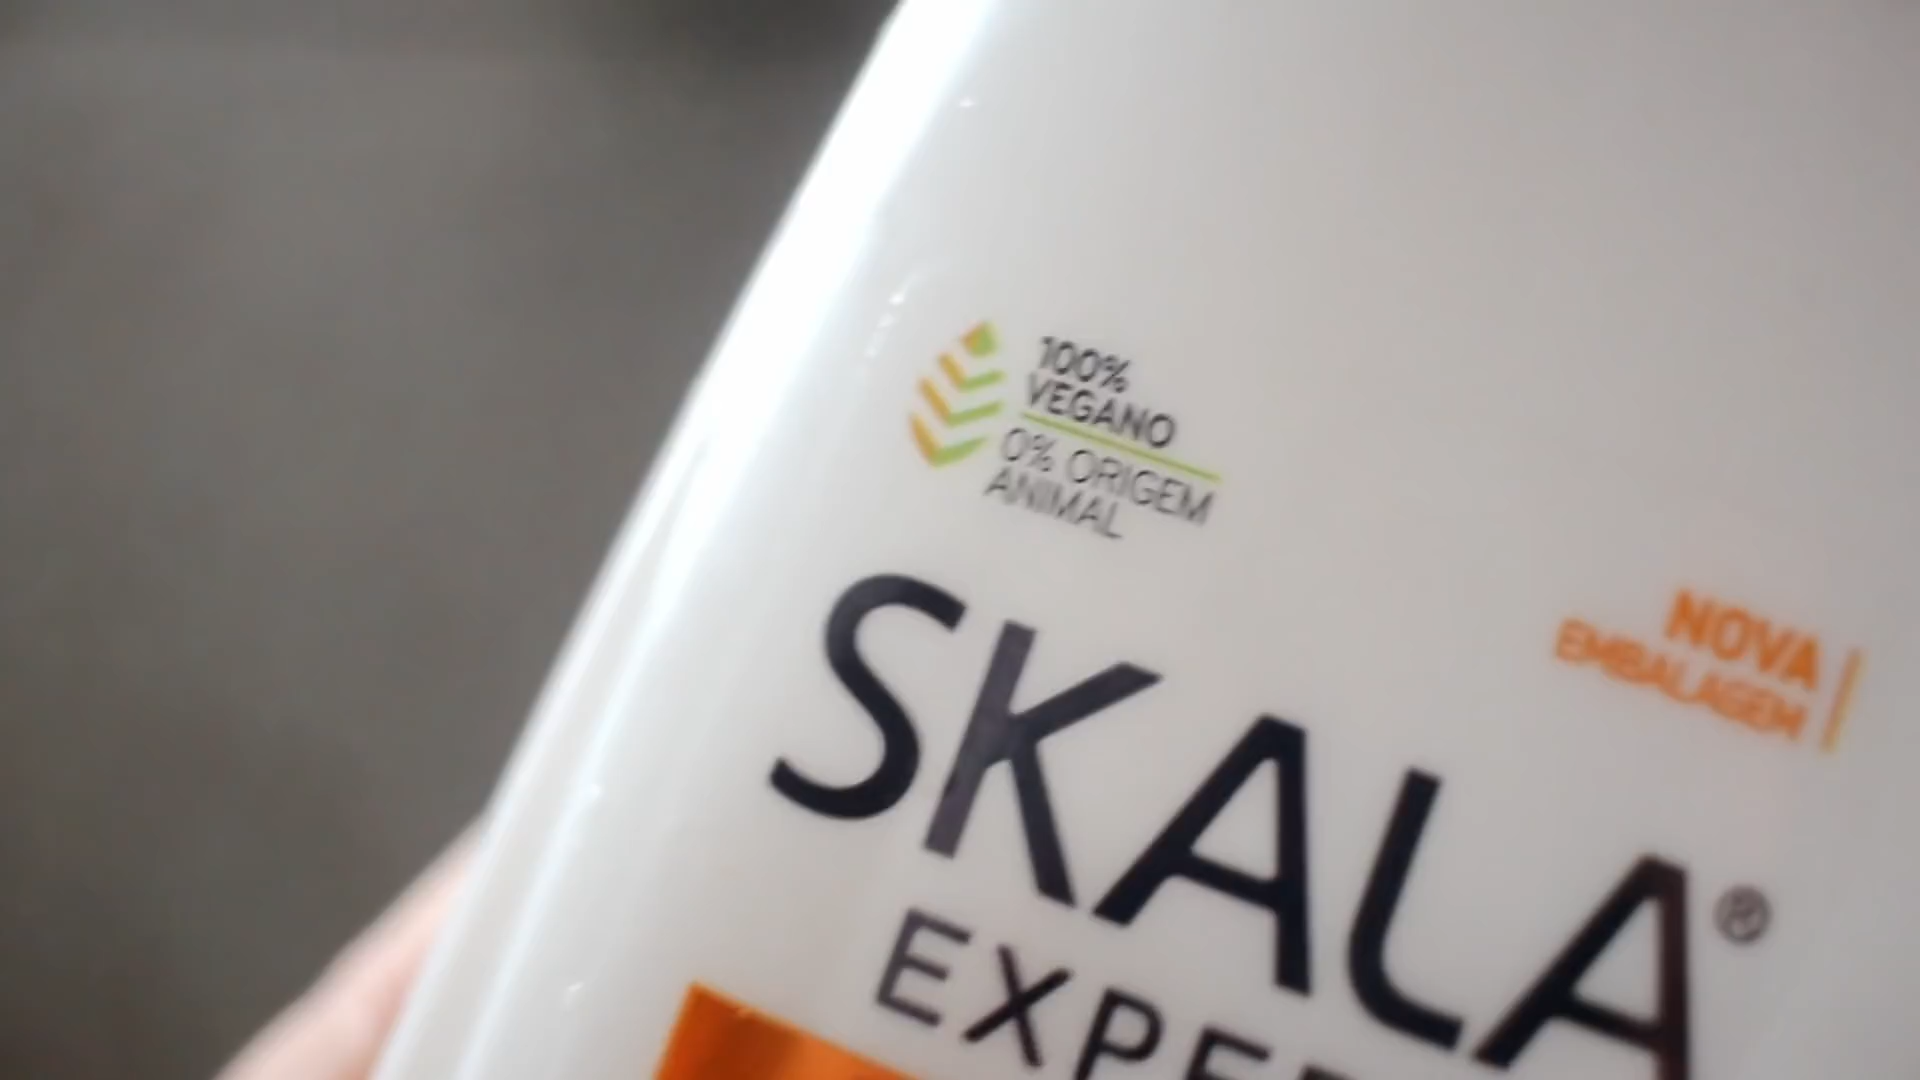 100%
VEGANO
0% ORIGEM
ANIMAL
NOVA
EMBALAGEM
SKALA®